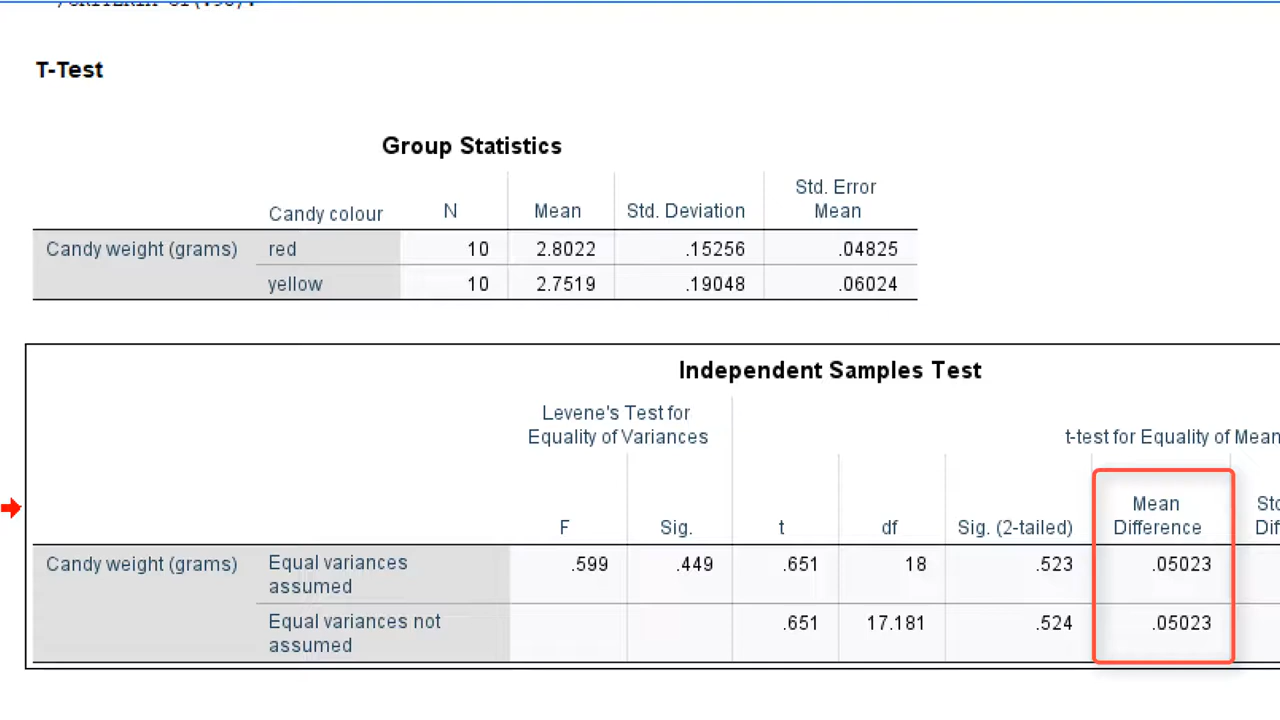 T-Test
Group Statistics
Candy colour N Mean Std. Deviation Std. Error Mean
Candy weight (grams) red 10 2.8022 .15256 .04825
yellow 10 2.7519 .19048 .06024
Independent Samples Test
Levene's Test for Equality of Variances
t-test for Equality of Mean
F Sig. t df Sig. (2-tailed) Mean Difference
Candy weight (grams) Equal variances assumed .599 .449 .651 18 .523 .05023
Equal variances not assumed .651 17.181 .524 .05023